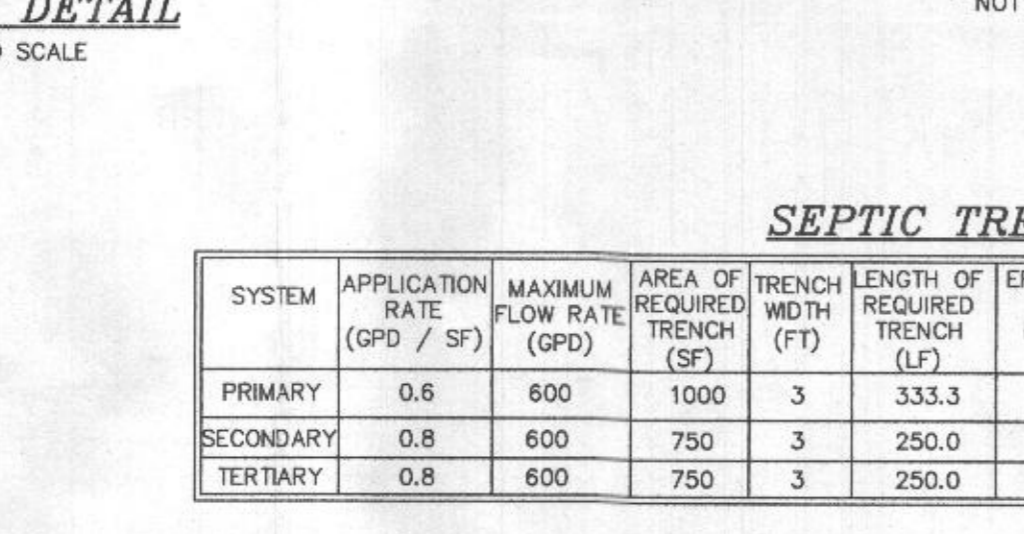 DETAIL
SCALE
SEPTIC
SYSTEM
APPLICATION
RATE
(GPD / SF)
MAXIMUM
FLOW RATE
(GPD)
AREA OF
REQUIRED
TRENCH
(SF)
TRENCH
WIDTH
(FT)
LENGTH OF
REQUIRED
TRENCH
(LF)
PRIMARY 0.6 600 1000 3 333.3
SECONDARY 0.8 600 750 3 250.0
TERTIARY 0.8 600 750 3 250.0